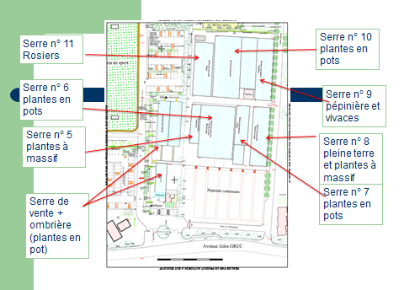 Serre n° 11
Rosiers
Serre n° 6
plantes en
pots
Serre n° 5
plantes à
massif
Serre de
vente +
ombrière
(plantes en
pot)
Serre n° 10
plantes en
pots
Serre n° 9
pépinière et
vivaces
Serre n° 8
pleine terre
et plantes à
massif
Serre n° 7
plantes en
pots
Avenue Jules GREC